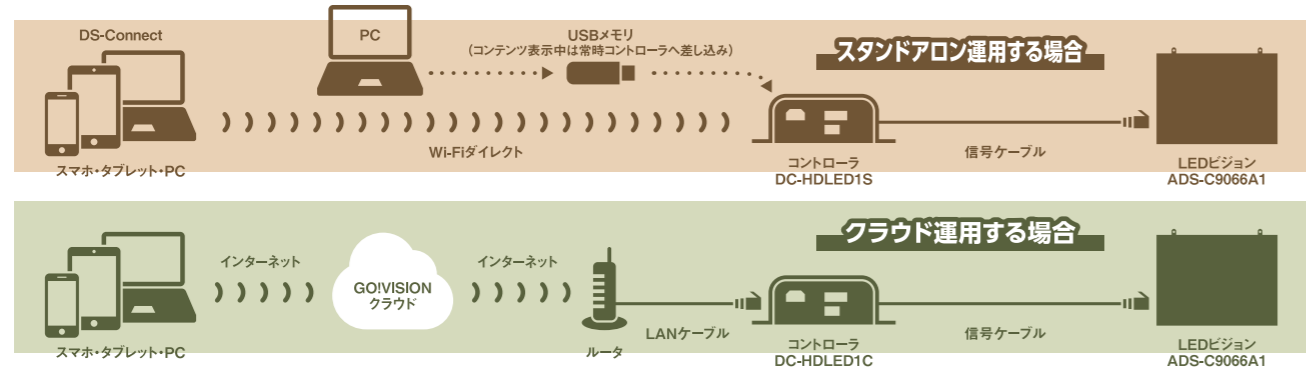 DS-Connect
PC
USBメモリ
(コンテンツ表示中は常時コントローラへ差し込み)
スタンドアロン運用する場合
Wi-Fiダイレクト
信号ケーブル
スマホ・タブレット・PC
コントローラ
DC-HDLED1S
LEDビジョン
ADS-C9066A1
クラウド運用する場合
インターネット
GO!VISION
クラウド
インターネット
LANケーブル
信号ケーブル
スマホ・タブレット・PC
ルータ
コントローラ
DC-HDLED1C
LEDビジョン
ADS-C9066A1